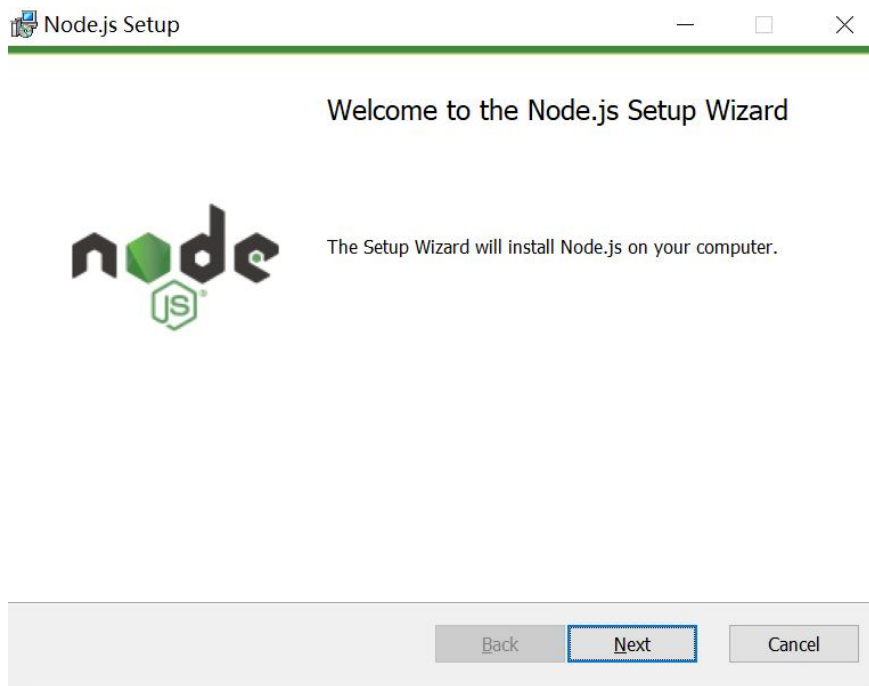 Node.js Setup
Welcome to the Node.js Setup Wizard
node
JS®
The Setup Wizard will install Node.js on your computer.
Back
Next
Cancel